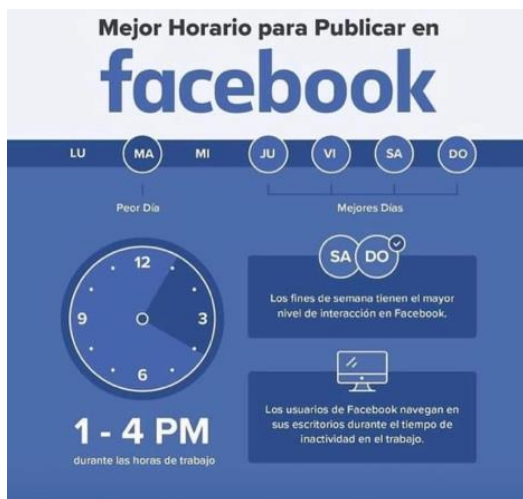 Mejor Horario para Publicar en
facebook
LU MA MI JU VI SA DO
Peor Día
Mejores Días
12
3
6
9
SA DO
Los fines de semana tienen el mayor
nivel de interacción en Facebook.
Los usuarios de Facebook navegan en
sus escritorios durante el tiempo de
inactividad en el trabajo.
1 - 4 PM
durante las horas de trabajo